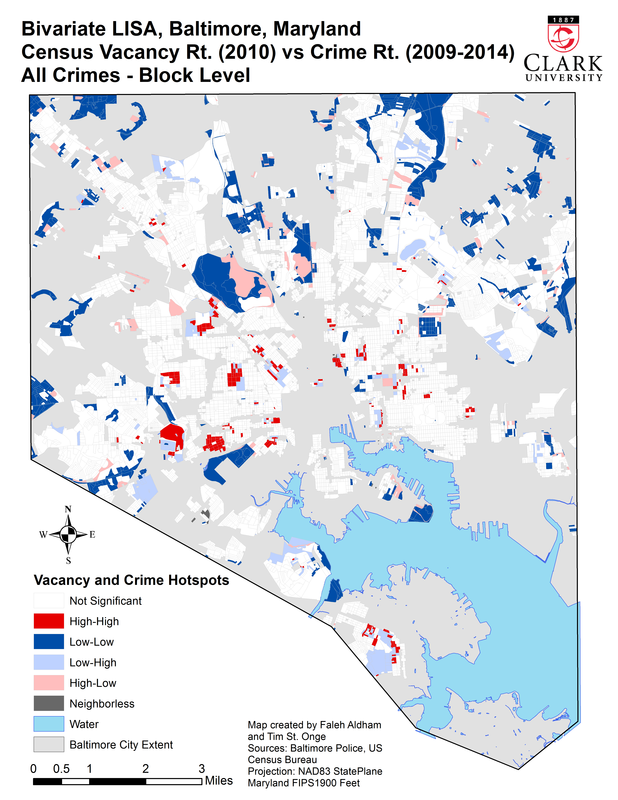 Bivariate LISA, Baltimore, Maryland
Census Vacancy Rt. (2010) vs Crime Rt. (2009-2014)
All Crimes - Block Level
1887
CLARK
UNIVERSITY
N
W E
S
Vacancy and Crime Hotspots
Not Significant
High-High
Low-Low
Low-High
High-Low
Neighborless
Water
Baltimore City Extent
0 0.5 1 2 3
Miles
Map created by Faleh Aldham
and Tim St. Onge
Sources: Baltimore Police, US
Census Bureau
Projection: NAD83 StatePlane
Maryland FIPS1900 Feet